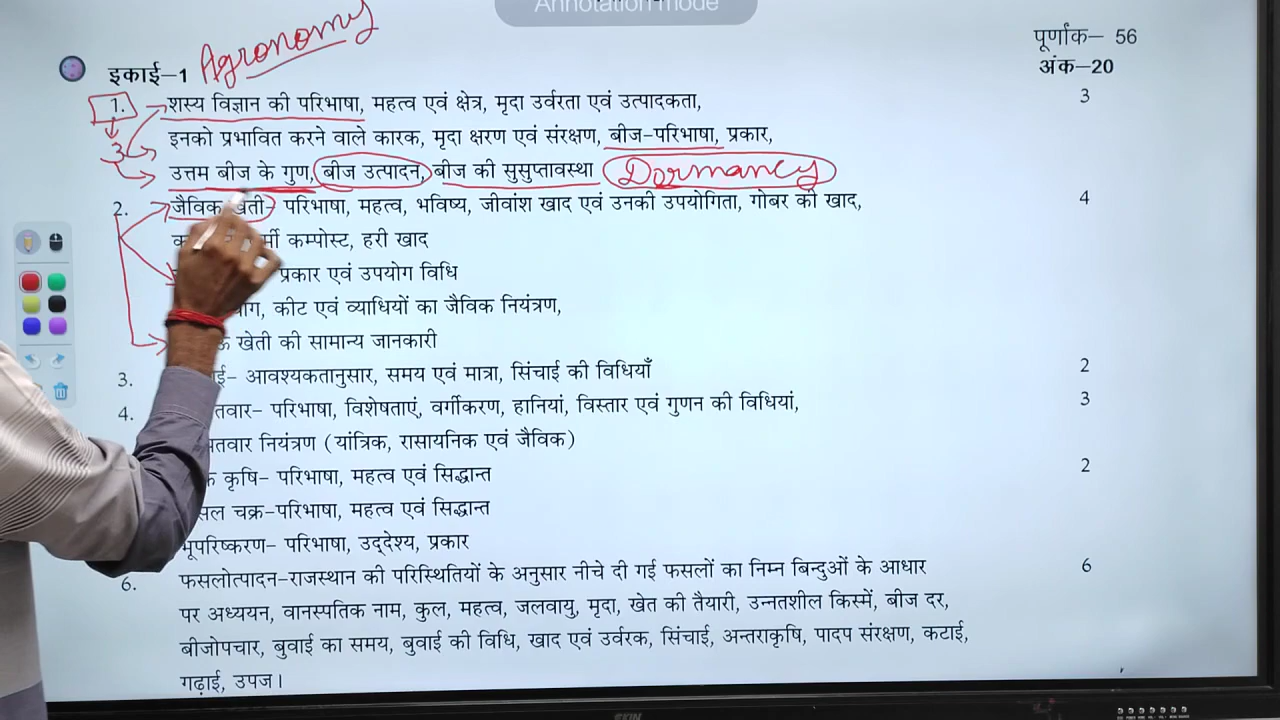 Annotation mode
पूर्णांक– 56
इकाई–1 Agronomy अंक–20
1. शस्य विज्ञान की परिभाषा, महत्व एवं क्षेत्र, मृदा उर्वरता एवं उत्पादकता, 3
3 इनको प्रभावित करने वाले कारक, मृदा क्षरण एवं संरक्षण, बीज–परिभाषा, प्रकार,
उत्तम बीज के गुण, बीज उत्पादन, बीज की सुसुप्तावस्था Dormancy
2. जैविक खेती– परिभाषा, महत्व, भविष्य, जीवांश खाद एवं उनकी उपयोगिता, गोबर की खाद, 4
कम्पोस्ट, हरी खाद
प्रकार एवं उपयोग विधि
कीट एवं व्याधियों का जैविक नियंत्रण,
खेती की सामान्य जानकारी
3. आवश्यकतानुसार, समय एवं मात्रा, सिंचाई की विधियाँ 2
4. परिभाषा, विशेषताएं, वर्गीकरण, हानियां, विस्तार एवं गुणन की विधियां, 3
नियंत्रण (यांत्रिक, रासायनिक एवं जैविक)
कृषि– परिभाषा, महत्व एवं सिद्धान्त 2
चक्र–परिभाषा, महत्व एवं सिद्धान्त
भूपरिष्करण– परिभाषा, उद्देश्य, प्रकार
6. फसलोत्पादन–राजस्थान की परिस्थितियों के अनुसार नीचे दी गई फसलों का निम्न बिन्दुओं के आधार 6
पर अध्ययन, वानस्पतिक नाम, कुल, महत्व, जलवायु, मृदा, खेत की तैयारी, उन्नतशील किस्में, बीज दर,
बीजोपचार, बुवाई का समय, बुवाई की विधि, खाद एवं उर्वरक, सिंचाई, अन्तराकृषि, पादप संरक्षण, कटाई,
गढ़ाई, उपज।